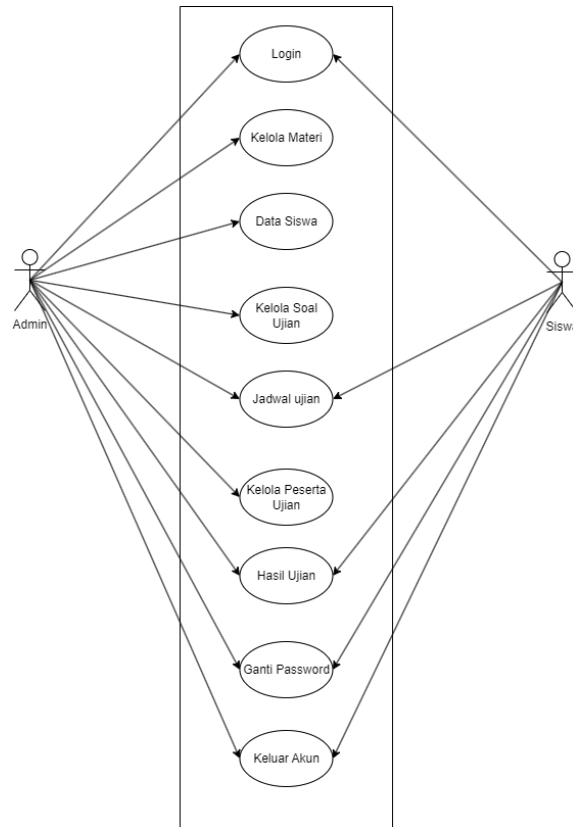 Login
Kelola Materi
Data Siswa
Kelola Soal
Ujian
Admin
Siswa
Jadwal ujian
Kelola Peserta
Ujian
Hasil Ujian
Ganti Password
Keluar Akun